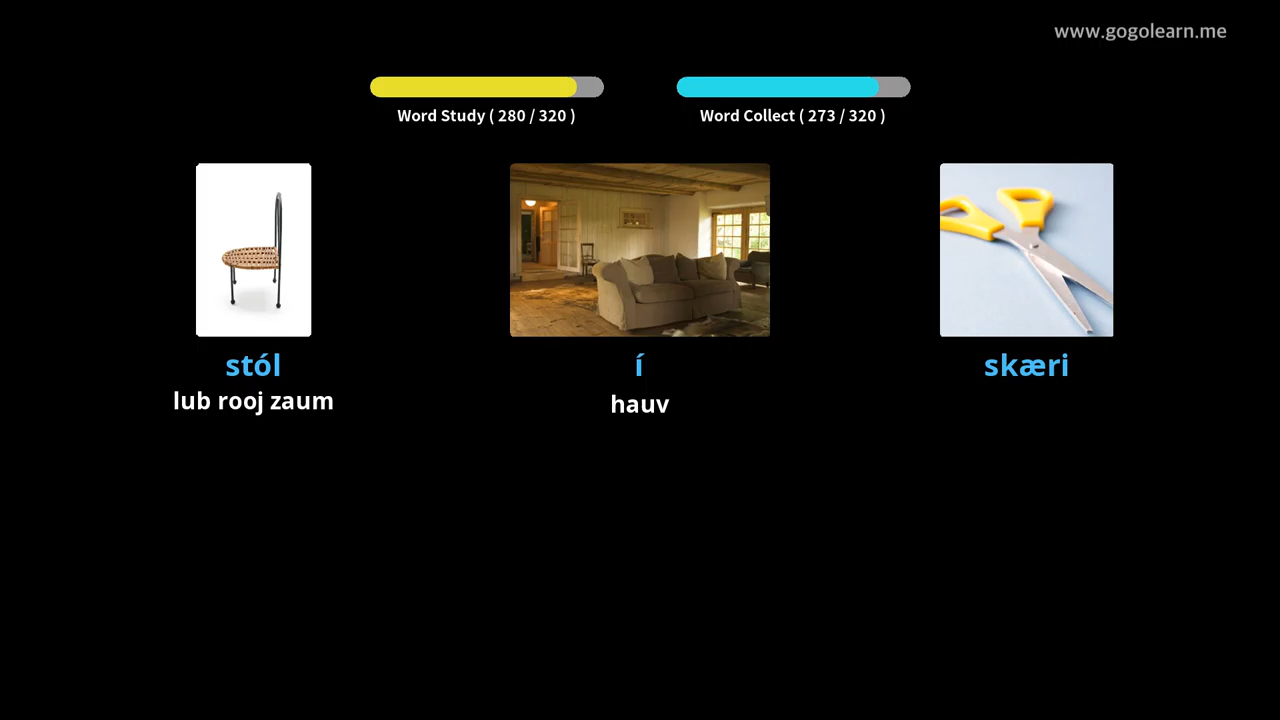 www.gogolearn.me
Word Study ( 280 / 320 )
Word Collect ( 273 / 320 )
stól
lub rooj zaum
í
hauv
skæri